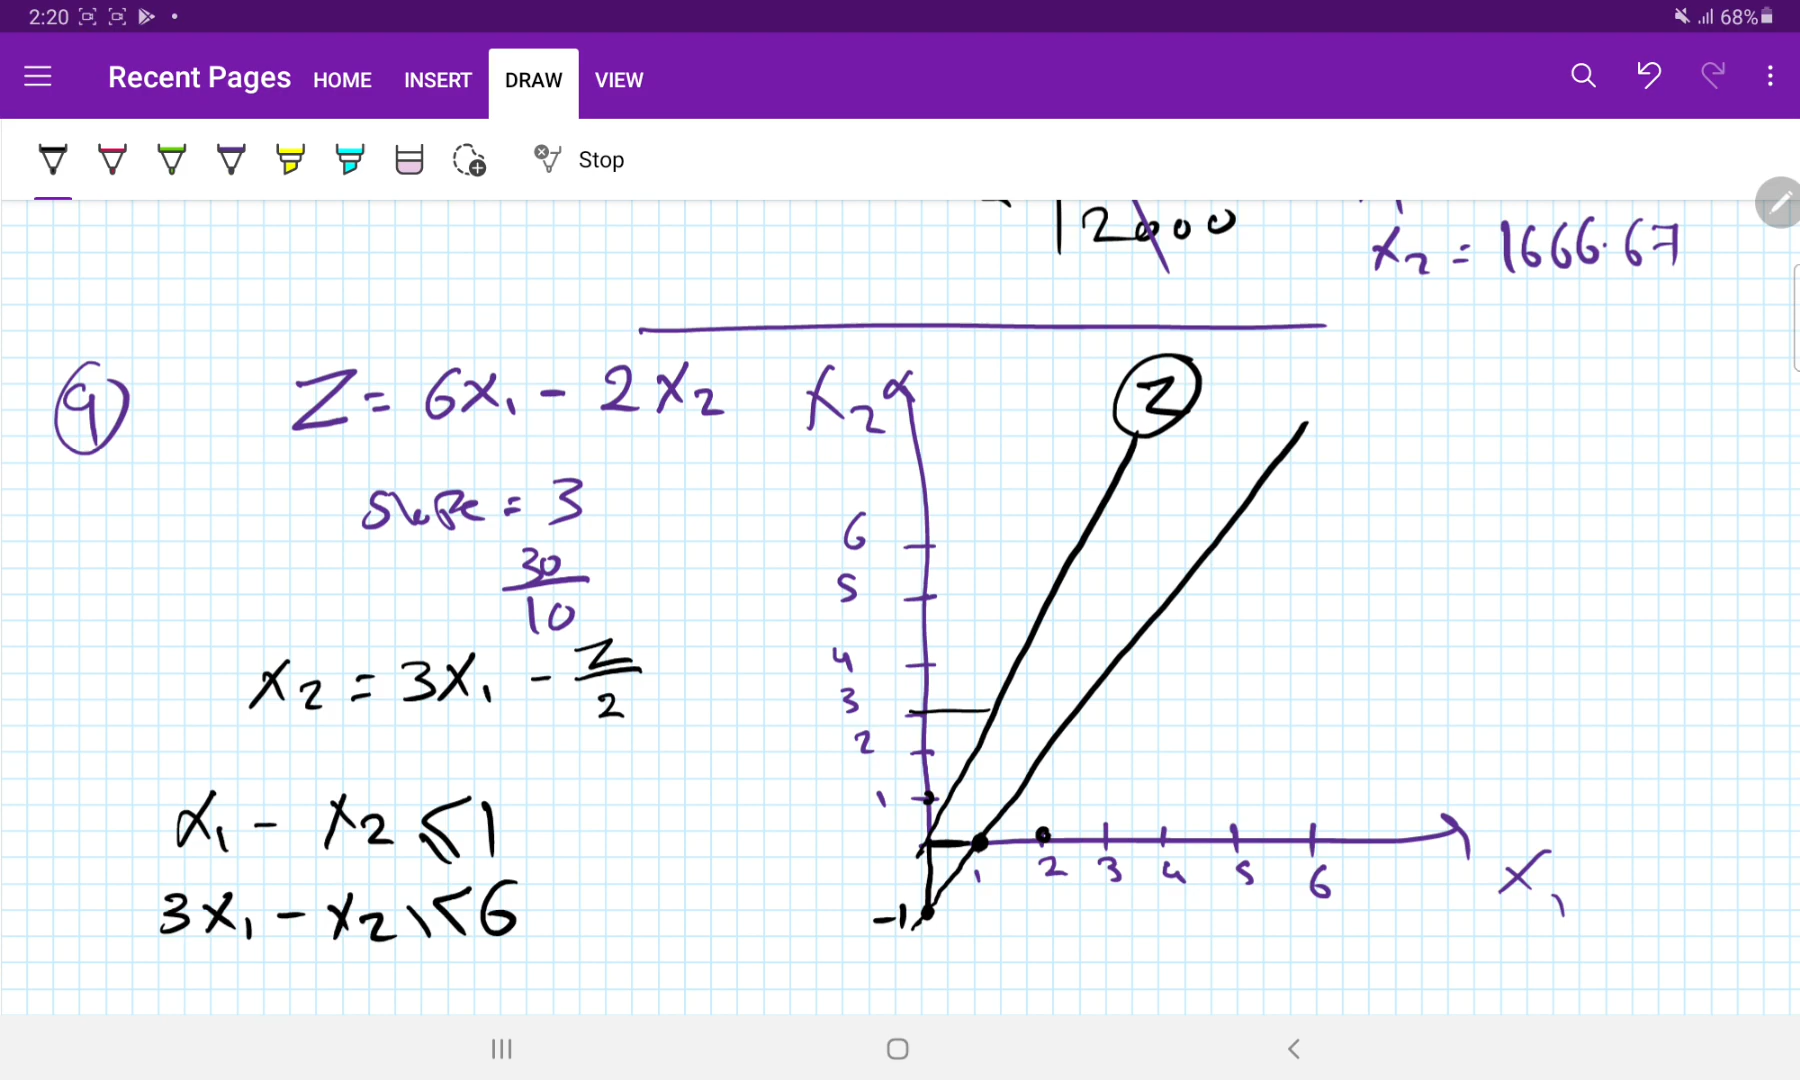 2:20 68%
Recent Pages HOME INSERT DRAW VIEW
Stop
12000
x₂ = 1666.67
9
Z = 6x₁ - 2x₂
x₂
Z
slope = 3
30
10
x₂ = 3x₁ - Z/2
x₁ - x₂ ≤ 1
3x₁ - x₂ ≤ 6
6
5
4
3
2
1
-1
1 2 3 4 5 6
x₁